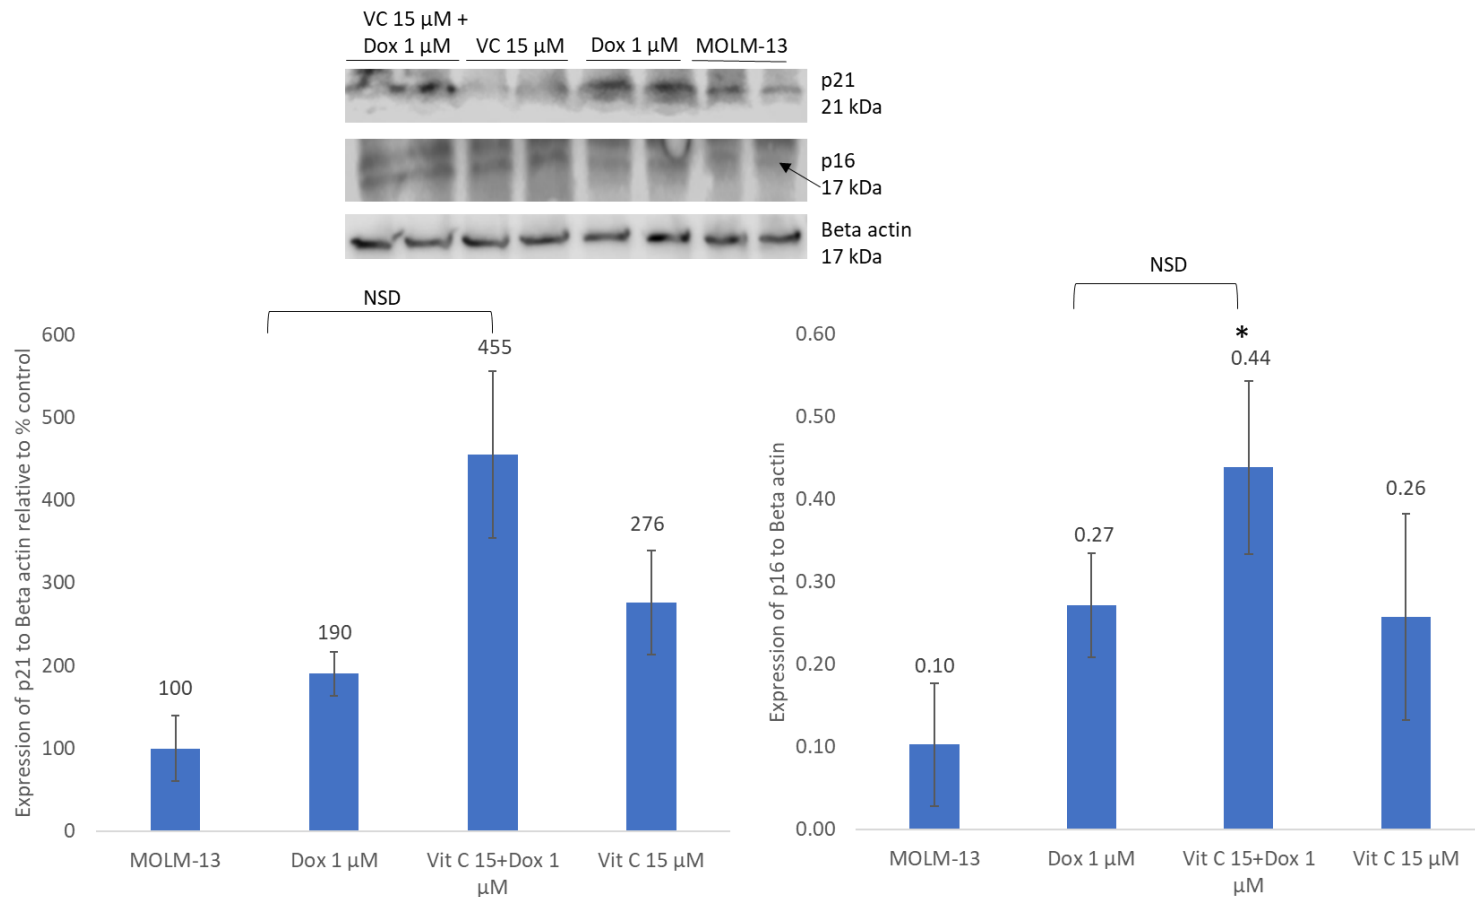 VC 15 µM +
Dox 1 µM
VC 15 µM
Dox 1 µM
MOLM-13
p21
21 kDa
p16
17 kDa
Beta actin
17 kDa
NSD
Expression of p21 to Beta actin relative to % control
600
500
400
300
200
100
0
100
190
455
276
MOLM-13
Dox 1 µM
Vit C 15+Dox 1
µM
Vit C 15 µM
NSD
*
Expression of p16 to Beta actin
0.60
0.50
0.40
0.30
0.20
0.10
0.00
0.10
0.27
0.44
0.26
MOLM-13
Dox 1 µM
Vit C 15+Dox 1
µM
Vit C 15 µM